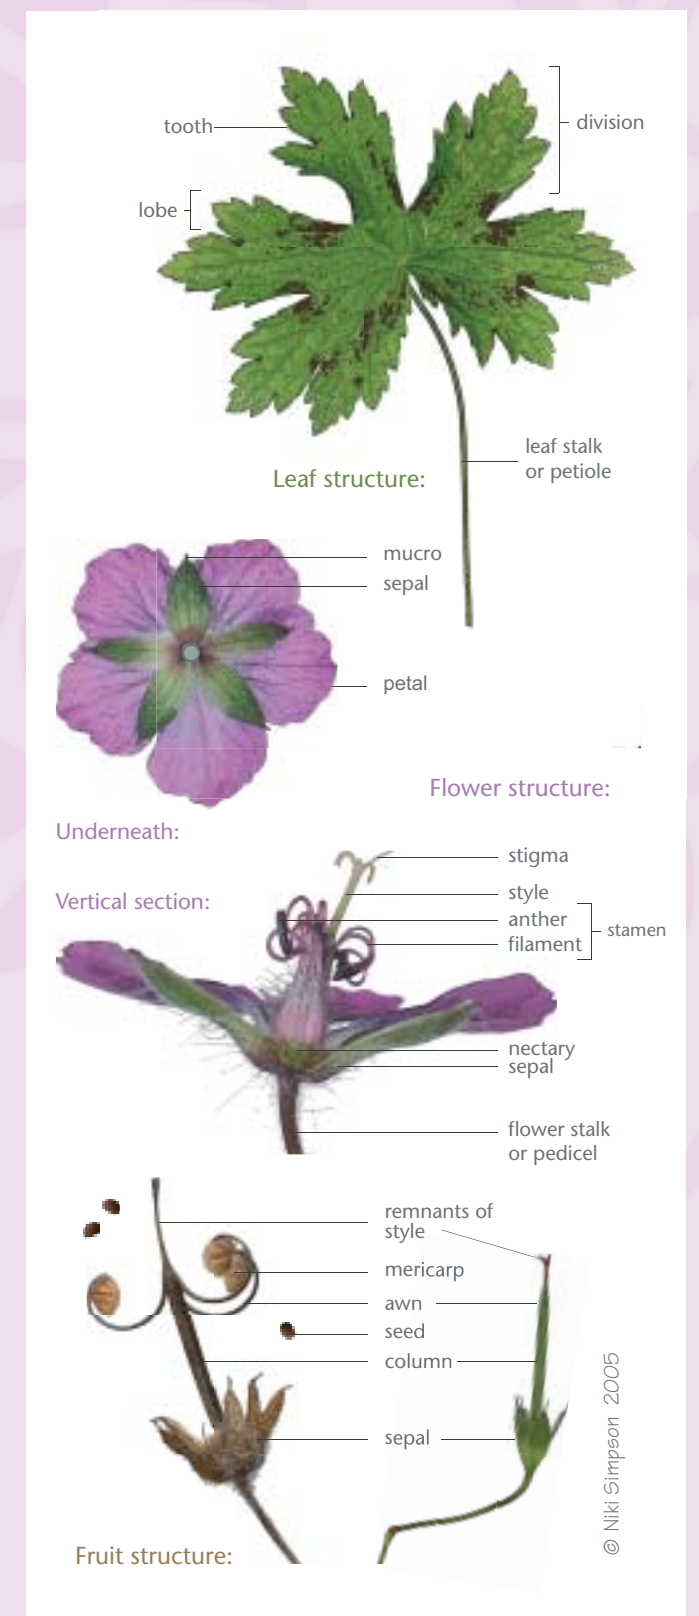 tooth
division
lobe
leaf stalk
or petiole
Leaf structure:
mucro
sepal
petal
Flower structure:
Underneath:
stigma
Vertical section:
style
anther
stamen
filament
nectary
sepal
flower stalk
or pedicel
remnants of
style
mericarp
awn
seed
column
sepal
© Niki Simpson 2005
Fruit structure: